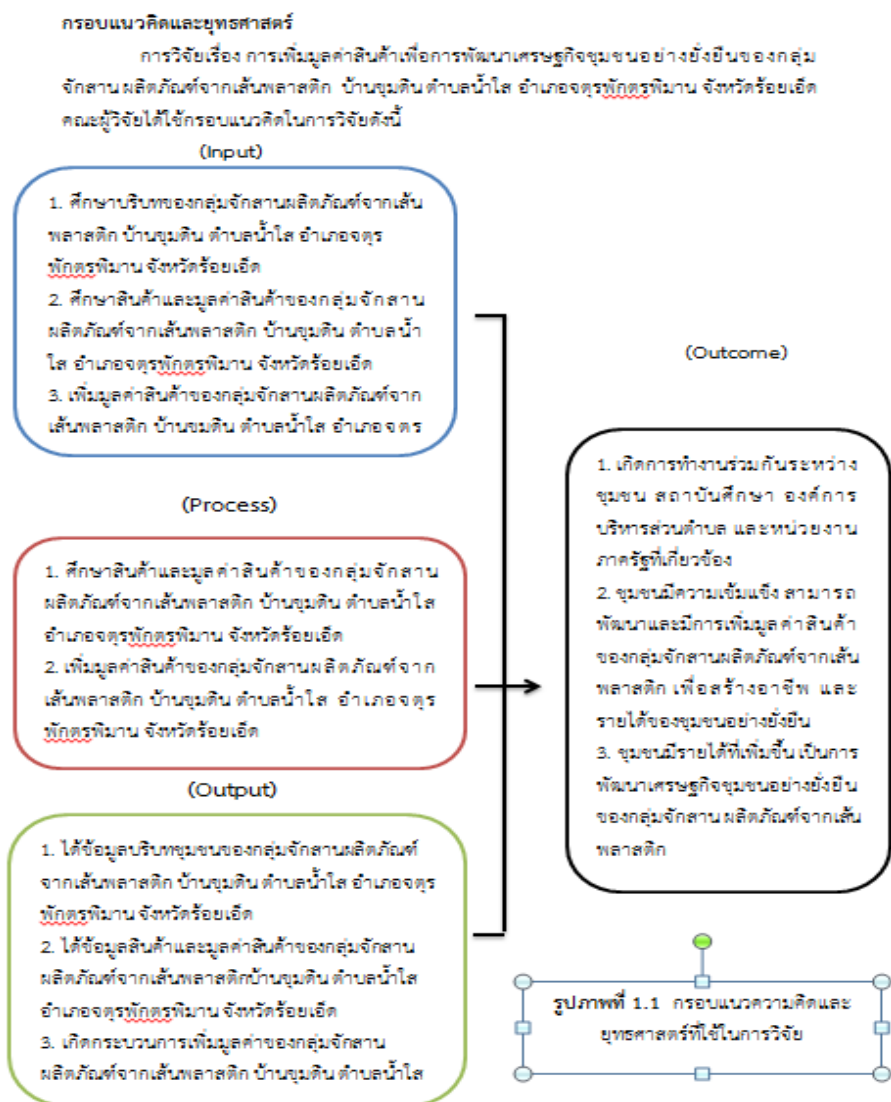 กรอบแนวคิดและยุทธศาสตร์
การวิจัยเรื่อง การเพิ่มมูลค่าสินค้าเพื่อการพัฒนาเศรษฐกิจชุมชนอย่างยั่งยืนของกลุ่ม
จักสาน ผลิตภัณฑ์จากเส้นพลาสติก บ้านขุมดิน ตำบลน้ำใส อำเภอจตุรพักตรพิมาน จังหวัดร้อยเอ็ด
คณะผู้วิจัยได้ใช้กรอบแนวคิดในการวิจัยดังนี้
(Input)
1. ศึกษาบริบทของกลุ่มจักสานผลิตภัณฑ์จากเส้น
พลาสติก บ้านขุมดิน ตำบลน้ำใส อำเภอจตุร
พักตรพิมาน จังหวัดร้อยเอ็ด
2. ศึกษาสินค้าและมูลค่าสินค้าของกลุ่มจักสาน
ผลิตภัณฑ์จากเส้นพลาสติก บ้านขุมดิน ตำบลน้ำ
ใส อำเภอจตุรพักตรพิมาน จังหวัดร้อยเอ็ด
3. เพิ่มมูลค่าสินค้าของกลุ่มจักสานผลิตภัณฑ์จาก
เส้นพลาสติก บ้านขุมดิน ตำบลน้ำใส อำเภอจตุร
(Process)
1. ศึกษาสินค้าและมูลค่าสินค้าของกลุ่มจักสาน
ผลิตภัณฑ์จากเส้นพลาสติก บ้านขุมดิน ตำบลน้ำใส
อำเภอจตุรพักตรพิมาน จังหวัดร้อยเอ็ด
2. เพิ่มมูลค่าสินค้าของกลุ่มจักสานผลิตภัณฑ์จาก
เส้นพลาสติก บ้านขุมดิน ตำบลน้ำใส อำเภอจตุร
พักตรพิมาน จังหวัดร้อยเอ็ด
(Output)
1. ได้ข้อมูลบริบทชุมชนของกลุ่มจักสานผลิตภัณฑ์
จากเส้นพลาสติก บ้านขุมดิน ตำบลน้ำใส อำเภอจตุร
พักตรพิมาน จังหวัดร้อยเอ็ด
2. ได้ข้อมูลสินค้าและมูลค่าสินค้าของกลุ่มจักสาน
ผลิตภัณฑ์จากเส้นพลาสติกบ้านขุมดิน ตำบลน้ำใส
อำเภอจตุรพักตรพิมาน จังหวัดร้อยเอ็ด
3. เกิดกระบวนการเพิ่มมูลค่าของกลุ่มจักสาน
ผลิตภัณฑ์จากเส้นพลาสติก บ้านขุมดิน ตำบลน้ำใส
(Outcome)
1. เกิดการทำงานร่วมกันระหว่าง
ชุมชน สถาบันศึกษา องค์การ
บริหารส่วนตำบล และหน่วยงาน
ภาครัฐที่เกี่ยวข้อง
2. ชุมชนมีความเข้มแข็ง สามารถ
พัฒนาและมีการเพิ่มมูลค่าสินค้า
ของกลุ่มจักสานผลิตภัณฑ์จากเส้น
พลาสติก เพื่อสร้างอาชีพ และ
รายได้ของชุมชนอย่างยั่งยืน
3. ชุมชนมีรายได้ที่เพิ่มขึ้น เป็นการ
พัฒนาเศรษฐกิจชุมชนอย่างยั่งยืน
ของกลุ่มจักสาน ผลิตภัณฑ์จากเส้น
พลาสติก
รูปภาพที่ 1.1 กรอบแนวความคิดและ
ยุทธศาสตร์ที่ใช้ในการวิจัย